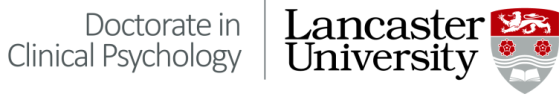 Doctorate in
Clinical Psychology
Lancaster
University